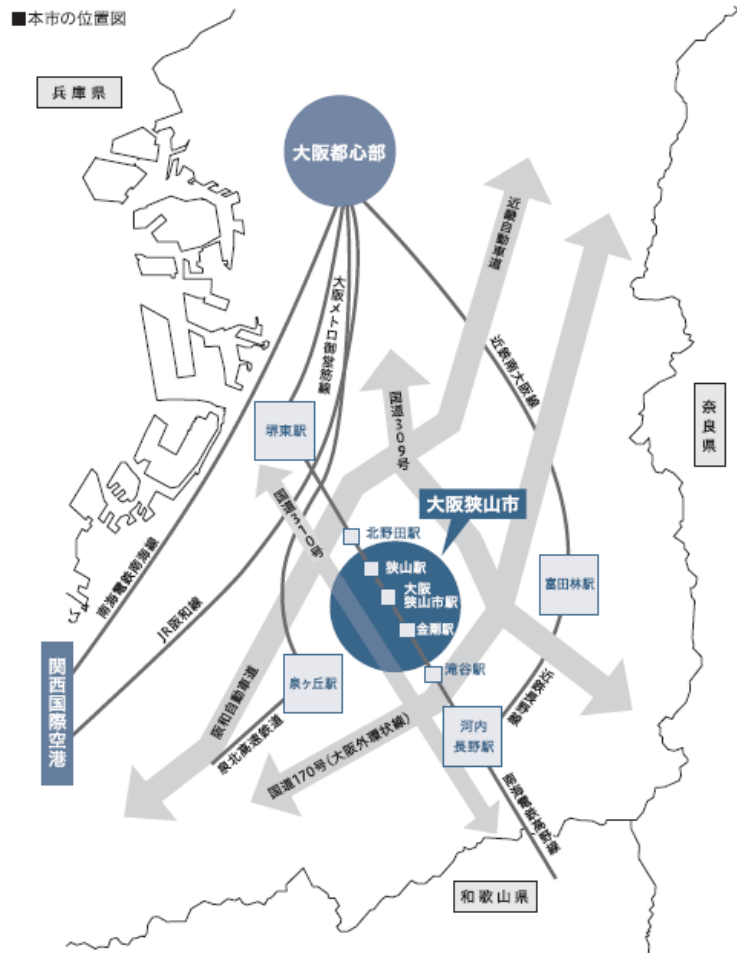 ■本市の位置図
兵庫県
大阪都心部
近畿自動車道
大阪メトロ御堂筋線
近鉄南大阪線
奈良県
国道309号
堺東駅
国道310号
大阪狭山市
北野田駅
南海電鉄南海線
狭山駅
JR阪和線
大阪
狭山市駅
富田林駅
金剛駅
関西国際空港
阪和自動車道
泉ヶ丘駅
滝谷駅
近鉄長野線
泉北高速鉄道
国道170号(大阪外環状線)
河内
長野駅
南海電鉄高野線
和歌山県